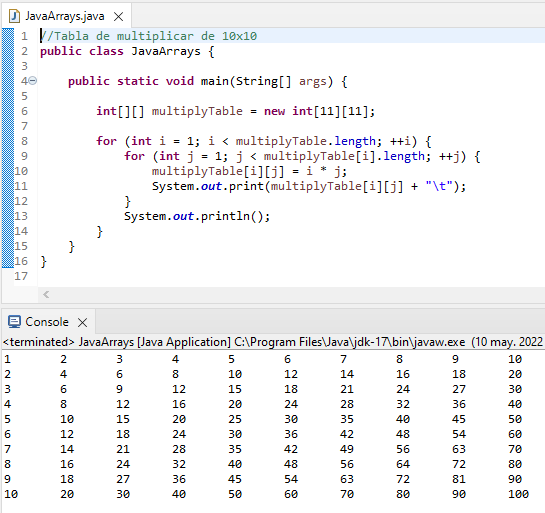 JavaArrays.java
1 //Tabla de multiplicar de 10x10
2 public class JavaArrays {
3
4 public static void main(String[] args) {
5
6 int[][] multiplyTable = new int[11][11];
7
8 for (int i = 1; i < multiplyTable.length; ++i) {
9 for (int j = 1; j < multiplyTable[i].length; ++j) {
10 multiplyTable[i][j] = i * j;
11 System.out.print(multiplyTable[i][j] + "\t");
12 }
13 System.out.println();
14 }
15 }
16 }
17
Console
<terminated> JavaArrays [Java Application] C:\Program Files\Java\jdk-17\bin\javaw.exe (10 may. 2022
1 2 3 4 5 6 7 8 9 10
2 4 6 8 10 12 14 16 18 20
3 6 9 12 15 18 21 24 27 30
4 8 12 16 20 24 28 32 36 40
5 10 15 20 25 30 35 40 45 50
6 12 18 24 30 36 42 48 54 60
7 14 21 28 35 42 49 56 63 70
8 16 24 32 40 48 56 64 72 80
9 18 27 36 45 54 63 72 81 90
10 20 30 40 50 60 70 80 90 100